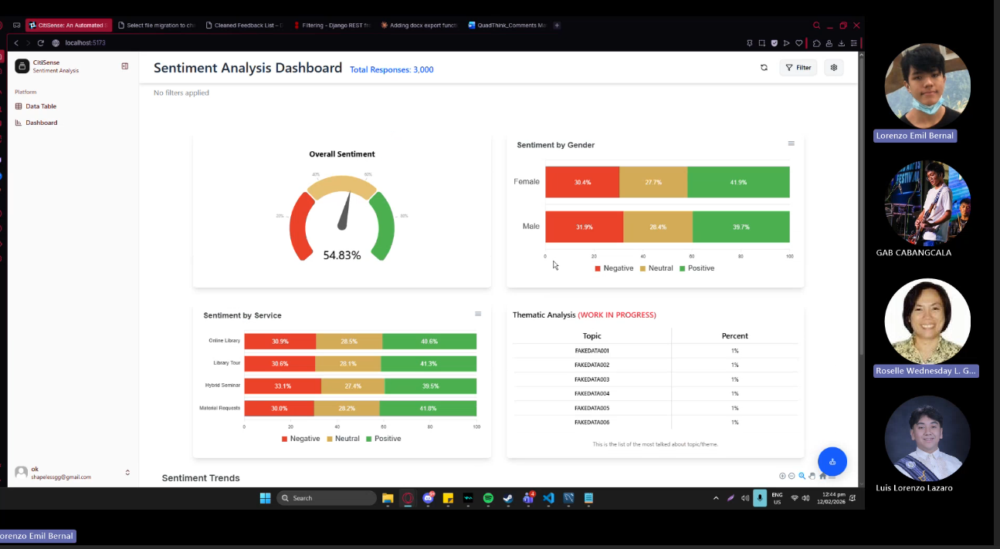 CitiSense: An Automated S
Select file migration to ch
Cleaned Feedback List – D
Filtering - Django REST fr
Adding docx export functi
QuadThink_Comments Ma
localhost:5173
CitiSense
Sentiment Analysis
Platform
Data Table
Dashboard
Sentiment Analysis Dashboard
Total Responses: 3,000
Filter
No filters applied
Overall Sentiment
20%
40%
60%
80%
54.83%
Sentiment by Gender
Female
30.4%
27.7%
41.9%
Male
31.9%
28.4%
39.7%
0 20 40 60 80 100
Negative Neutral Positive
Sentiment by Service
Online Library
30.9%
28.5%
40.6%
Library Tour
30.6%
28.1%
41.3%
Hybrid Seminar
33.1%
27.4%
39.5%
Material Requests
30.0%
28.2%
41.8%
0 20 40 60 80 100
Negative Neutral Positive
Thematic Analysis (WORK IN PROGRESS)
Topic Percent
FAKEDATA001 1%
FAKEDATA002 1%
FAKEDATA003 1%
FAKEDATA004 1%
FAKEDATA005 1%
FAKEDATA006 1%
This is the list of the most talked about topic/theme.
Sentiment Trends
ok
shapelessgg@gmail.com
Search
4
ENG
US
12:44 pm
12/02/2026
Lorenzo Emil Bernal
GAB CABANGCALA
Roselle Wednesday L. G...
Luis Lorenzo Lazaro
orenzo Emil Bernal